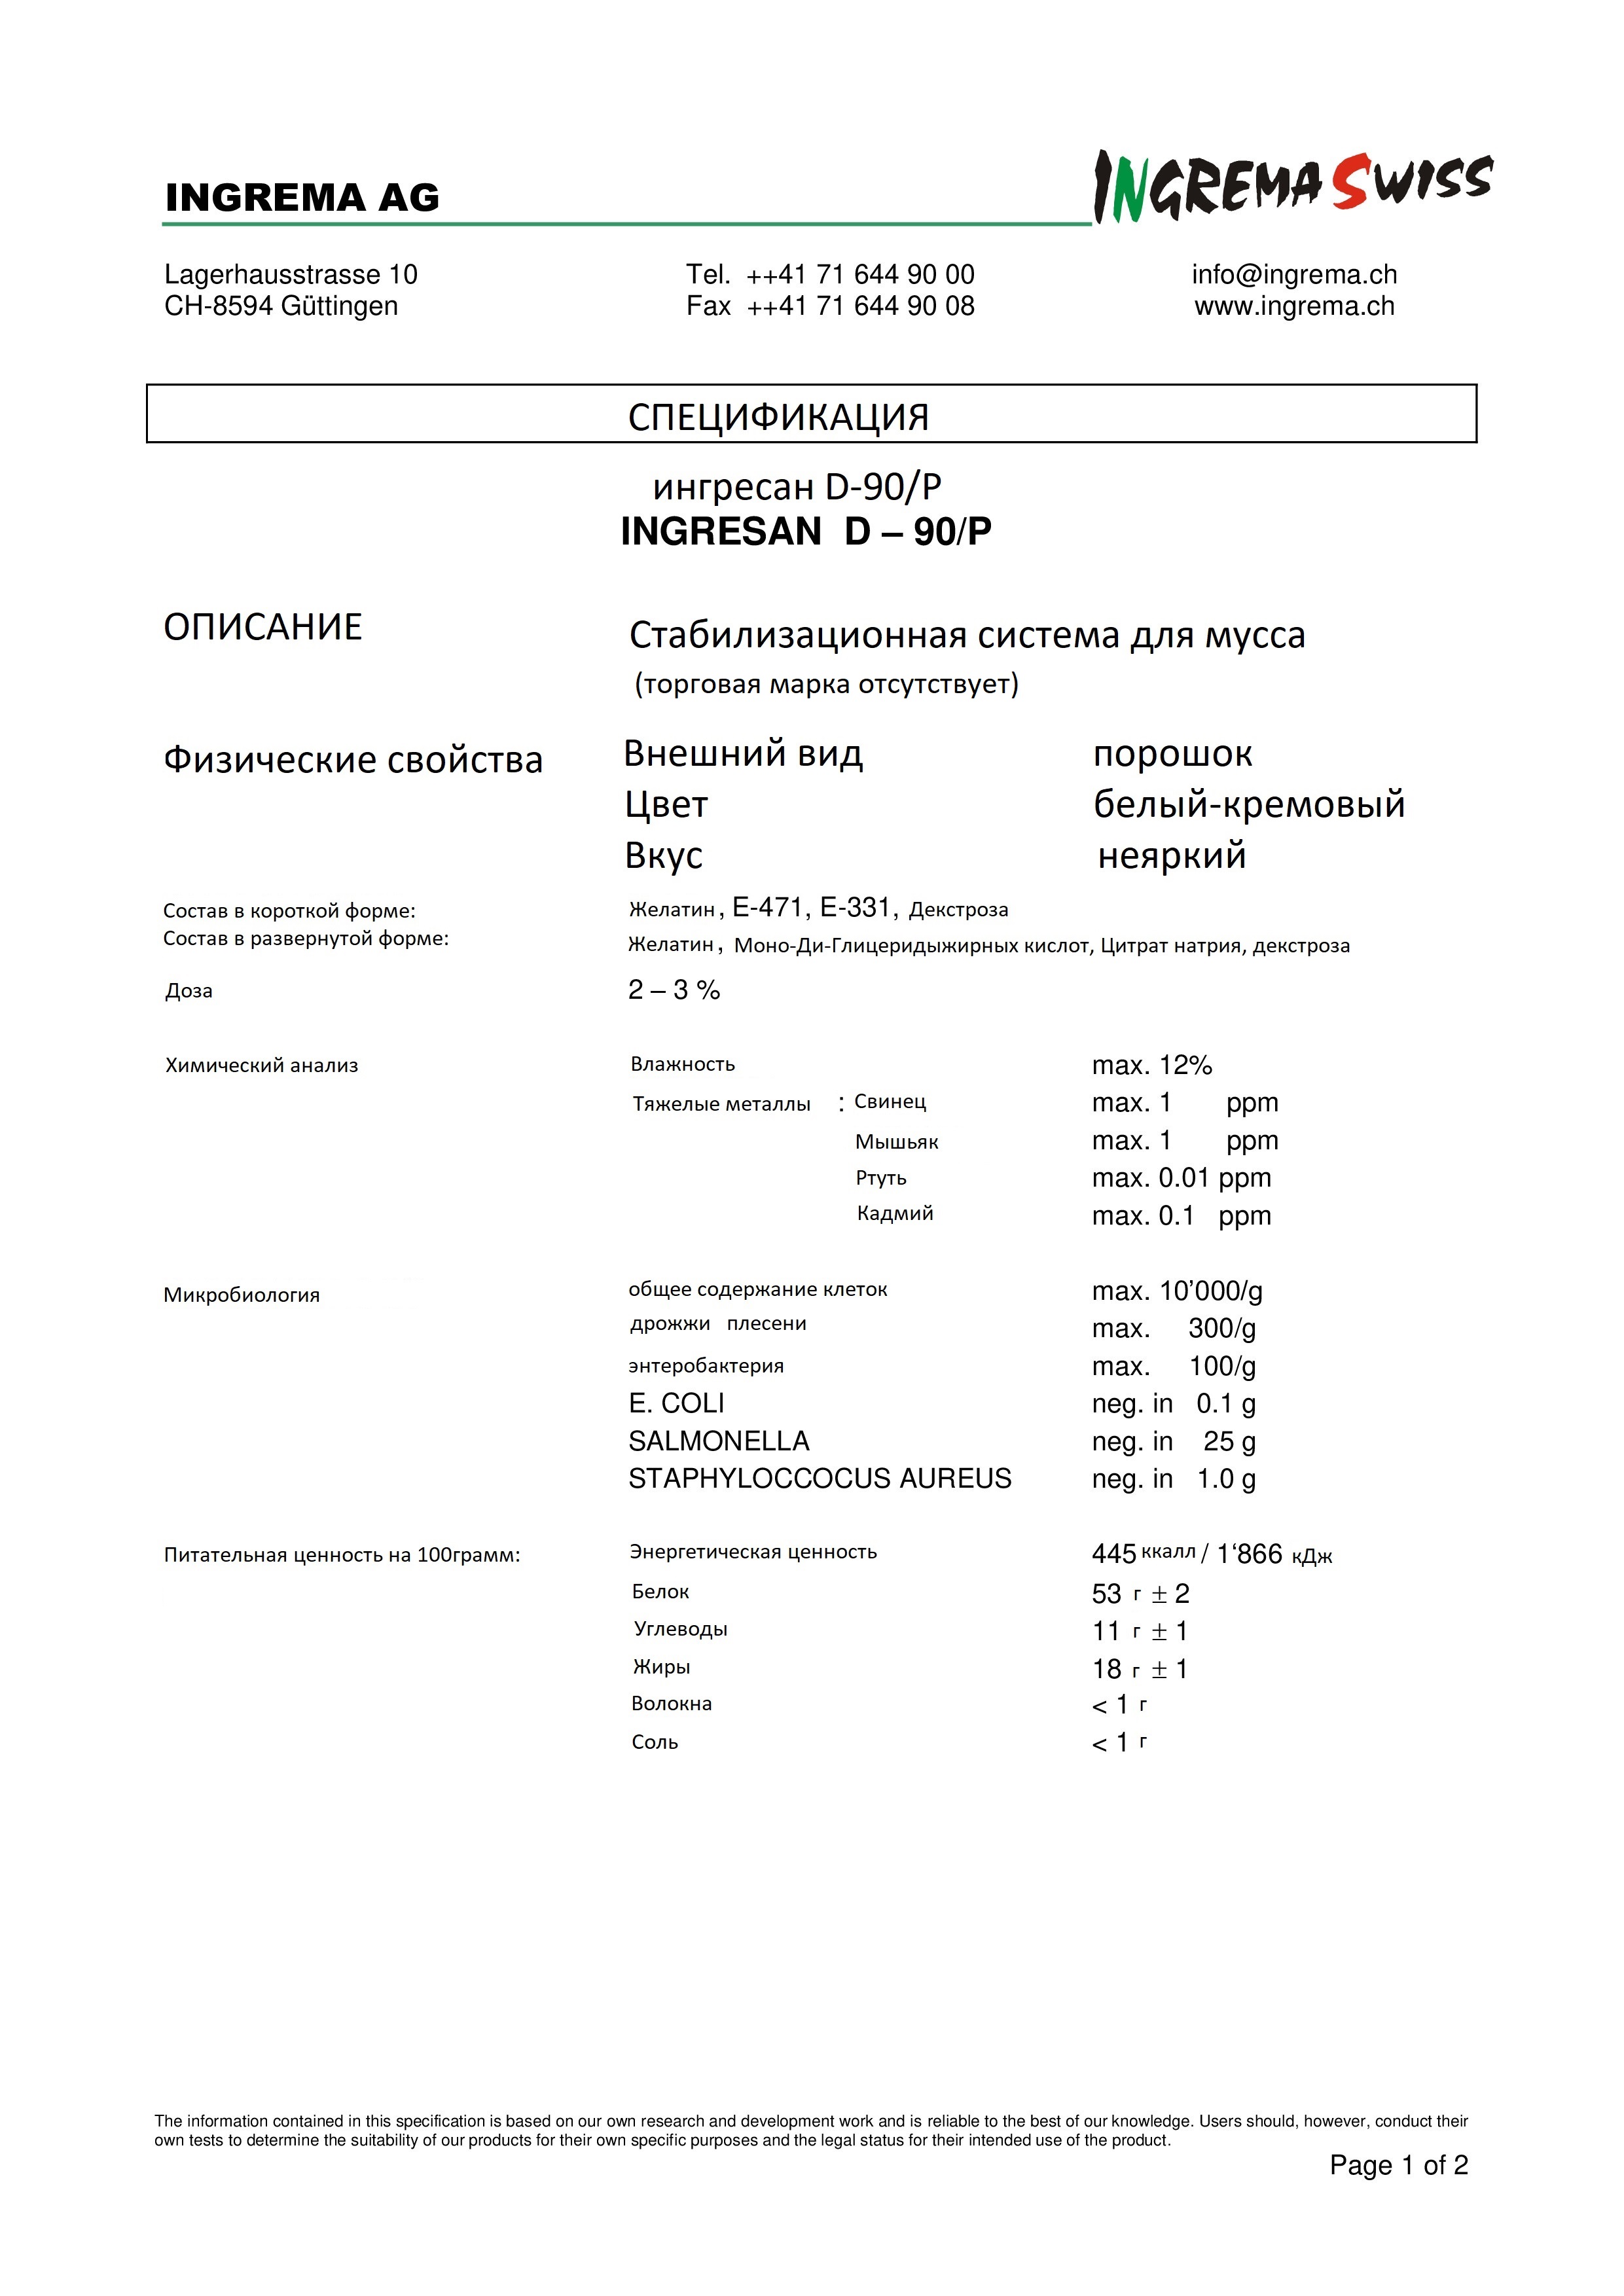 INGREMA AG
INGREMA SWISS
Lagerhausstrasse 10 Tel. ++41 71 644 90 00 info@ingrema.ch
CH-8594 Güttingen Fax ++41 71 644 90 08 www.ingrema.ch
СПЕЦИФИКАЦИЯ
ингресан D-90/P
INGRESAN D – 90/P
ОПИСАНИЕ Стабилизационная система для мусса
(торговая марка отсутствует)
Физические свойства Внешний вид порошок
Цвет белый-кремовый
Вкус неяркий
Состав в короткой форме: Желатин, E-471, E-331, Декстроза
Состав в развернутой форме: Желатин, Моно-Ди-Глицеридыжирных кислот, Цитрат натрия, декстроза
Доза 2 – 3 %
Химический анализ Влажность max. 12%
Тяжелые металлы : Свинец max. 1 ppm
Мышьяк max. 1 ppm
Ртуть max. 0.01 ppm
Кадмий max. 0.1 ppm
Микробиология общее содержание клеток max. 10’000/g
дрожжи плесени max. 300/g
энтеробактерия max. 100/g
E. COLI neg. in 0.1 g
SALMONELLA neg. in 25 g
STAPHYLOCCOCUS AUREUS neg. in 1.0 g
Питательная ценность на 100грамм: Энергетическая ценность 445 ккалл / 1‘866 кДж
Белок 53 г ± 2
Углеводы 11 г ± 1
Жиры 18 г ± 1
Волокна < 1 г
Соль < 1 г
The information contained in this specification is based on our own research and development work and is reliable to the best of our knowledge. Users should, however, conduct their
own tests to determine the suitability of our products for their own specific purposes and the legal status for their intended use of the product.
Page 1 of 2